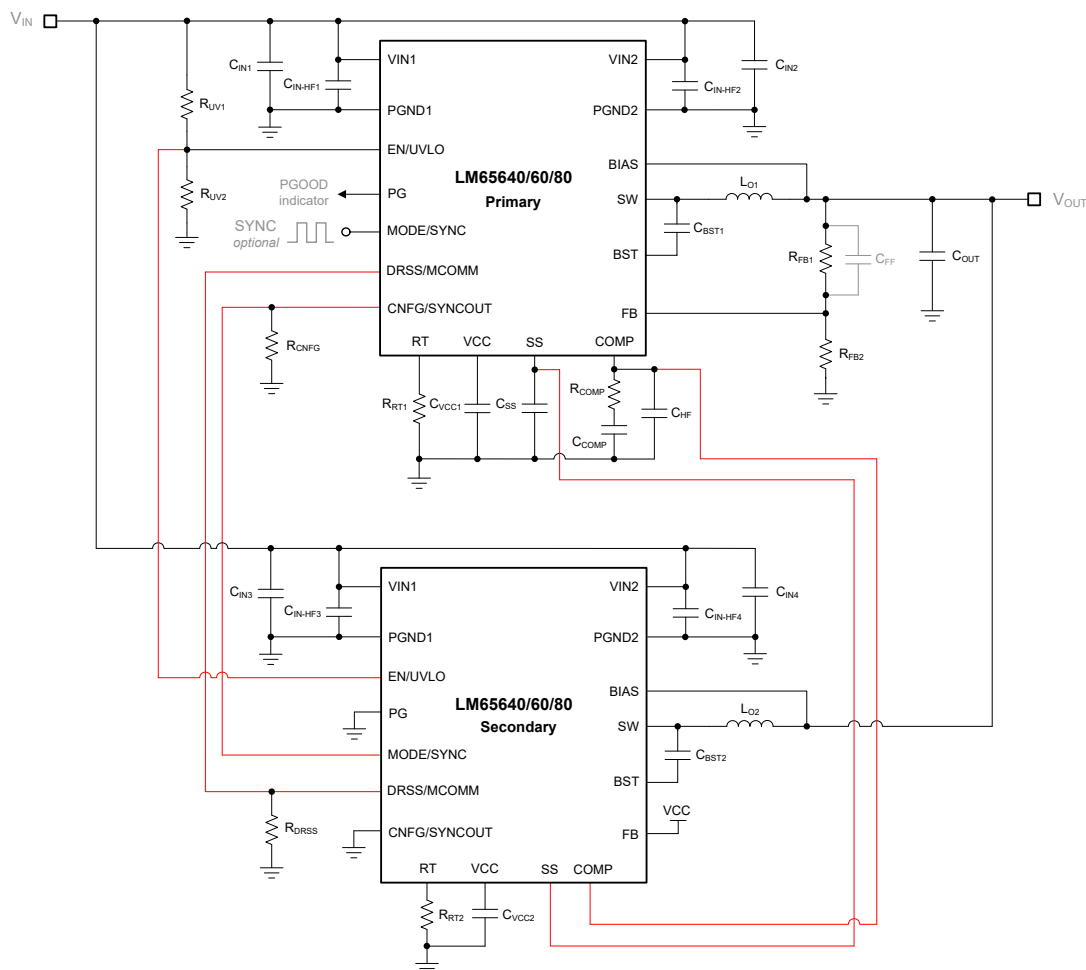 VIN
CIN1
CIN-HF1
VIN1
VIN2
CIN-HF2
CIN2
RUV1
PGND1
PGND2
EN/UVLO
BIAS
LM65640/60/80
Primary
PGOOD
indicator
PG
SW
LO1
VOUT
RUV2
SYNC
optional
MODE/SYNC
CBST1
BST
RFB1
CFF
COUT
DRSS/MCOMM
CNFG/SYNCOUT
FB
RCNFG
RT
VCC
SS
COMP
RFB2
RRT1
CVCC1
CSS
RCOMP
CHF
CCOMP
CIN3
CIN-HF3
VIN1
VIN2
CIN-HF4
CIN4
PGND1
PGND2
EN/UVLO
BIAS
LM65640/60/80
Secondary
PG
SW
LO2
MODE/SYNC
CBST2
BST
DRSS/MCOMM
VCC
RDRSS
CNFG/SYNCOUT
FB
RT
VCC
SS
COMP
RRT2
CVCC2